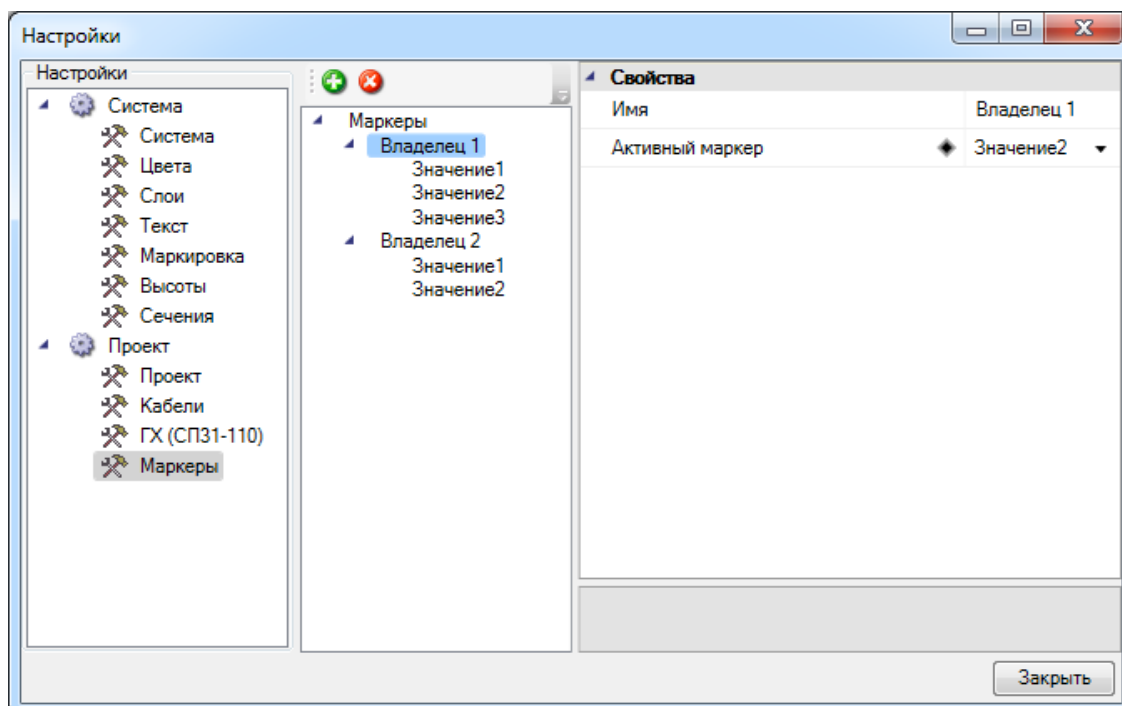 Настройки
Настройки
Система
Система
Цвета
Слои
Текст
Маркировка
Высоты
Сечения
Проект
Проект
Кабели
ГХ (СП31-110)
Маркеры
Маркеры
Владелец 1
Значение1
Значение2
Значение3
Владелец 2
Значение1
Значение2
Свойства
Имя Владелец 1
Активный маркер Значение2
Закрыть